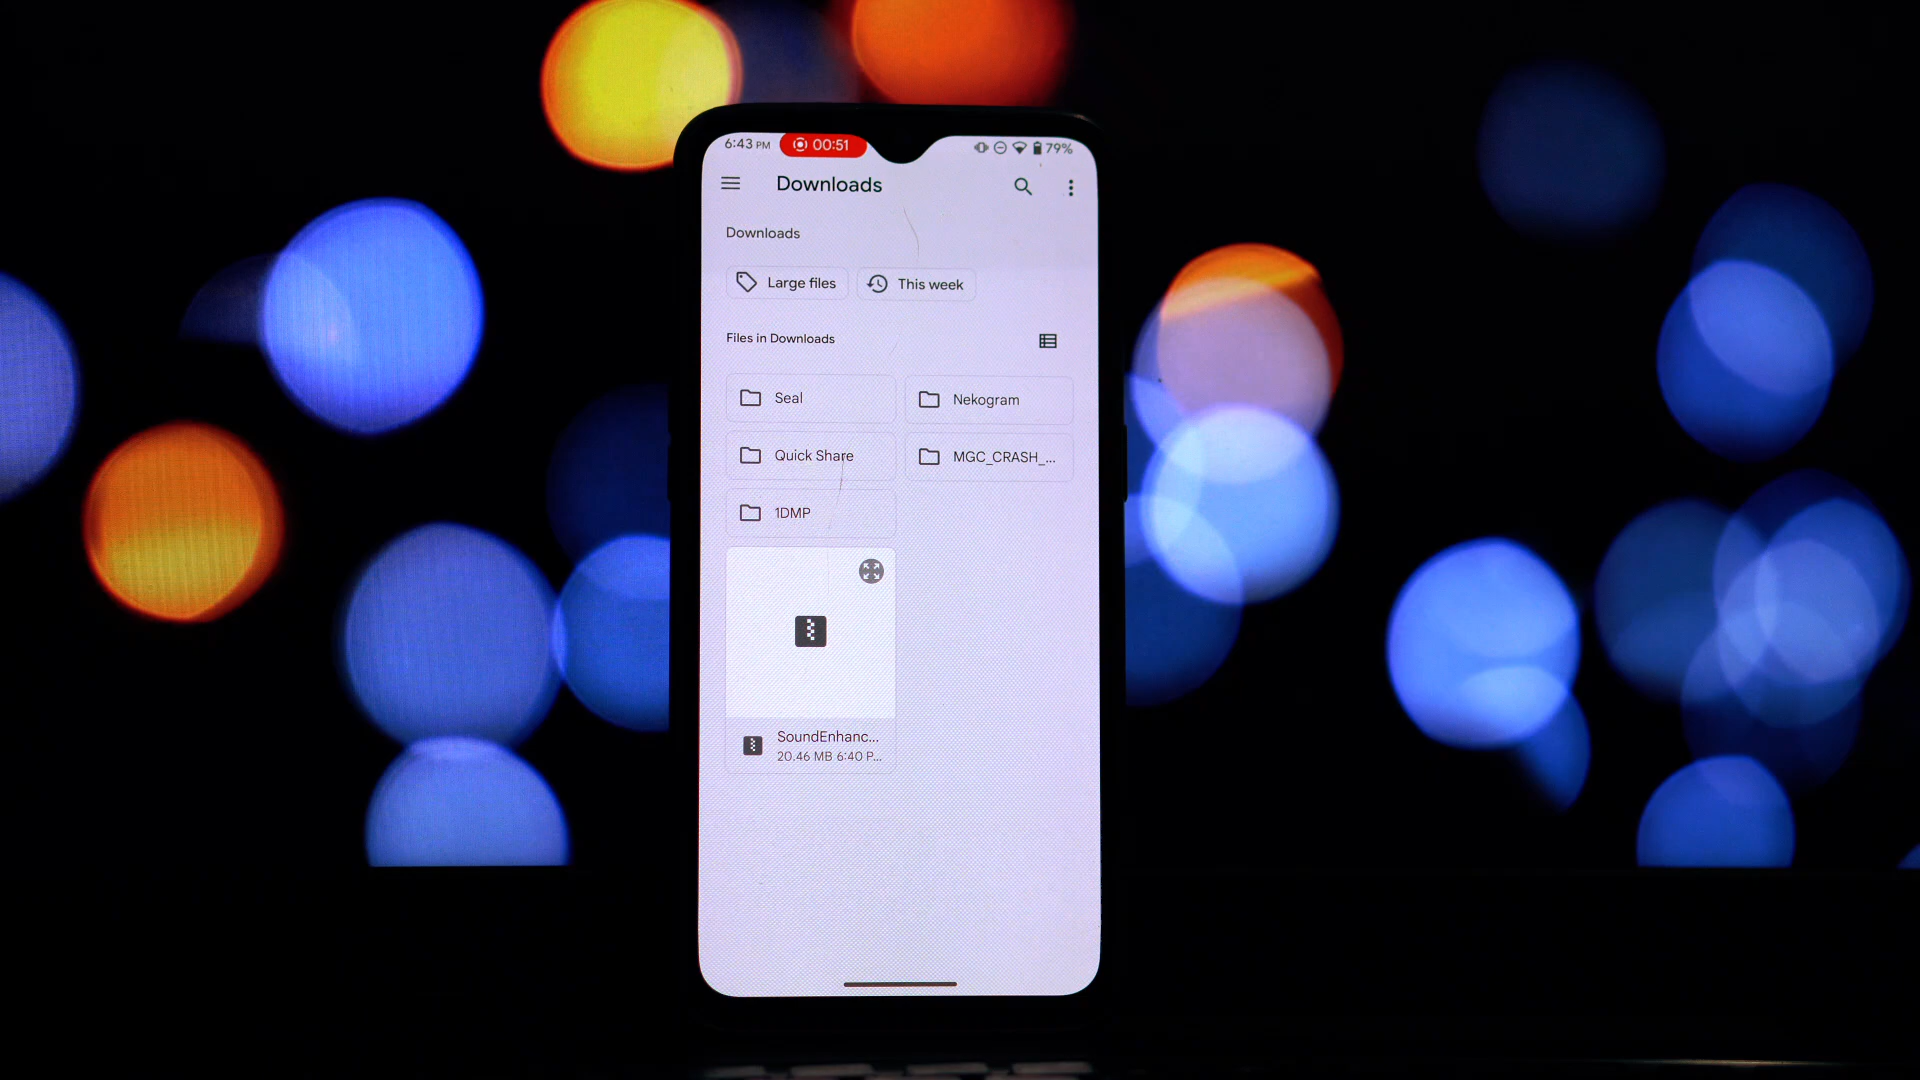 6:43 PM 00:51 79%
Downloads
Downloads
Large files This week
Files in Downloads
Seal Nekogram
Quick Share MGC_CRASH_...
1DMP
SoundEnhanc...
20.46 MB 6:40 P...